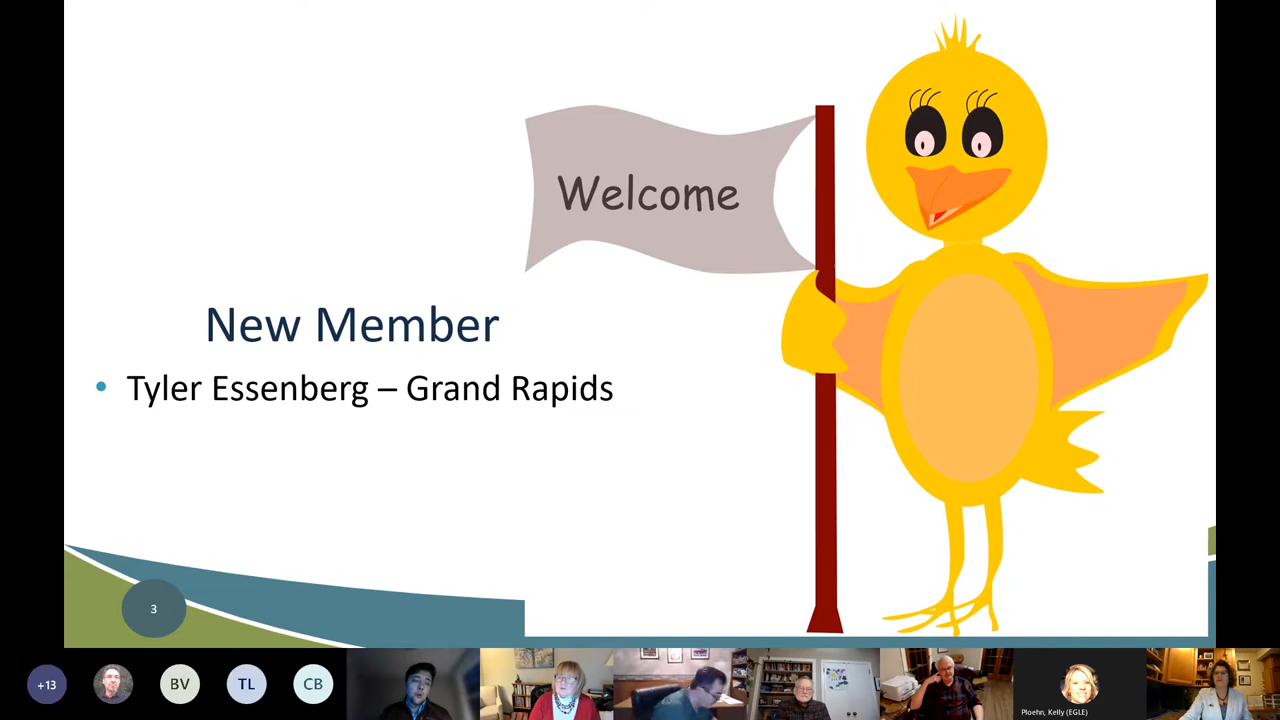 Welcome
New Member
• Tyler Essenberg – Grand Rapids
3
+13
BV
TL
CB
Ploehn, Kelly (EGLE)